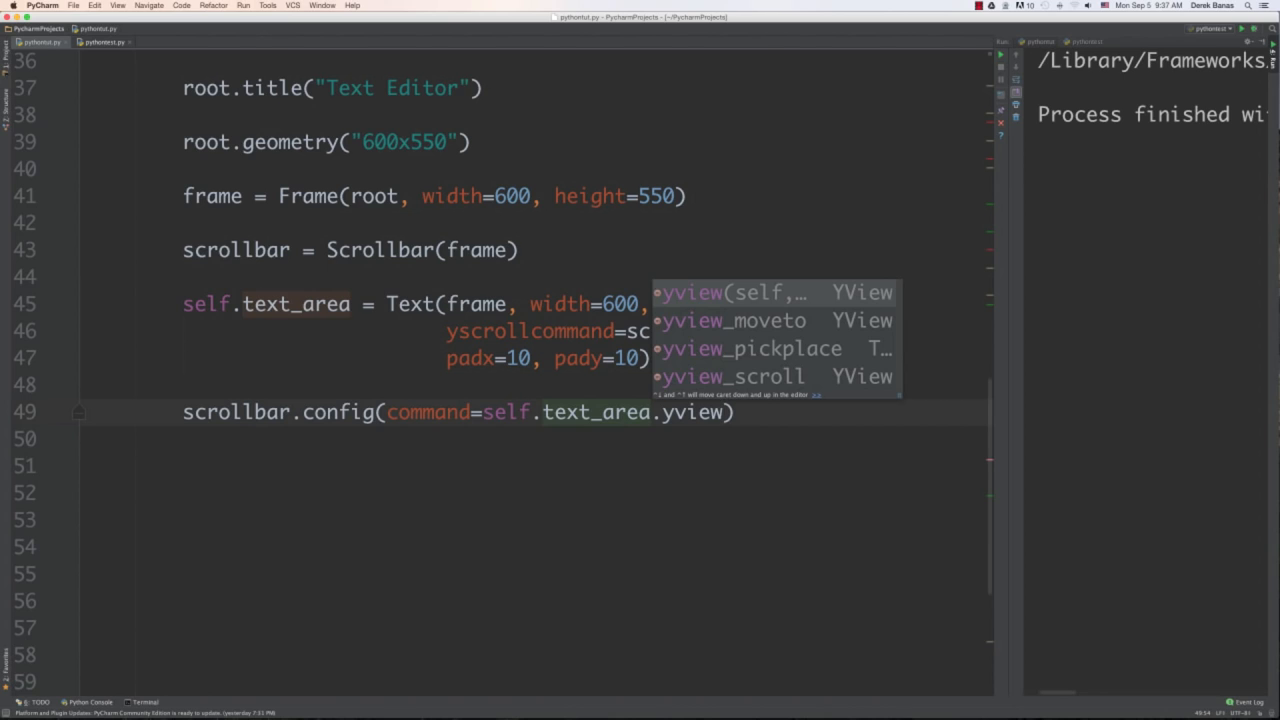 PyCharm File Edit View Navigate Code Refactor Run Tools VCS Window Help 10 Mon Sep 5 9:37 AM Derek Banas
pythontut.py - PycharmProjects - [~/PycharmProjects]
PycharmProjects pythontut.py pythontest
pythontut.py pythontest.py Run: pythontut pythontest
36
37 root.title("Text Editor")
38
39 root.geometry("600x550")
40
41 frame = Frame(root, width=600, height=550)
42
43 scrollbar = Scrollbar(frame)
44
45 self.text_area = Text(frame, width=600,
46 yscrollcommand=sc
47 padx=10, pady=10)
48
49 scrollbar.config(command=self.text_area.yview)
50
51
52
53
54
55
56
57
58
59
yview(self,… YView
yview_moveto YView
yview_pickplace T…
yview_scroll YView
^↓ and ^↑ will move caret down and up in the editor >>
/Library/Frameworks
Process finished wi
1: Project
7: Structure
2: Favorites
4: Run
6: TODO Python Console Terminal Event Log
Platform and Plugin Updates: PyCharm Community Edition is ready to update. (yesterday 7:31 PM) 49:54 LF‡ UTF-8‡